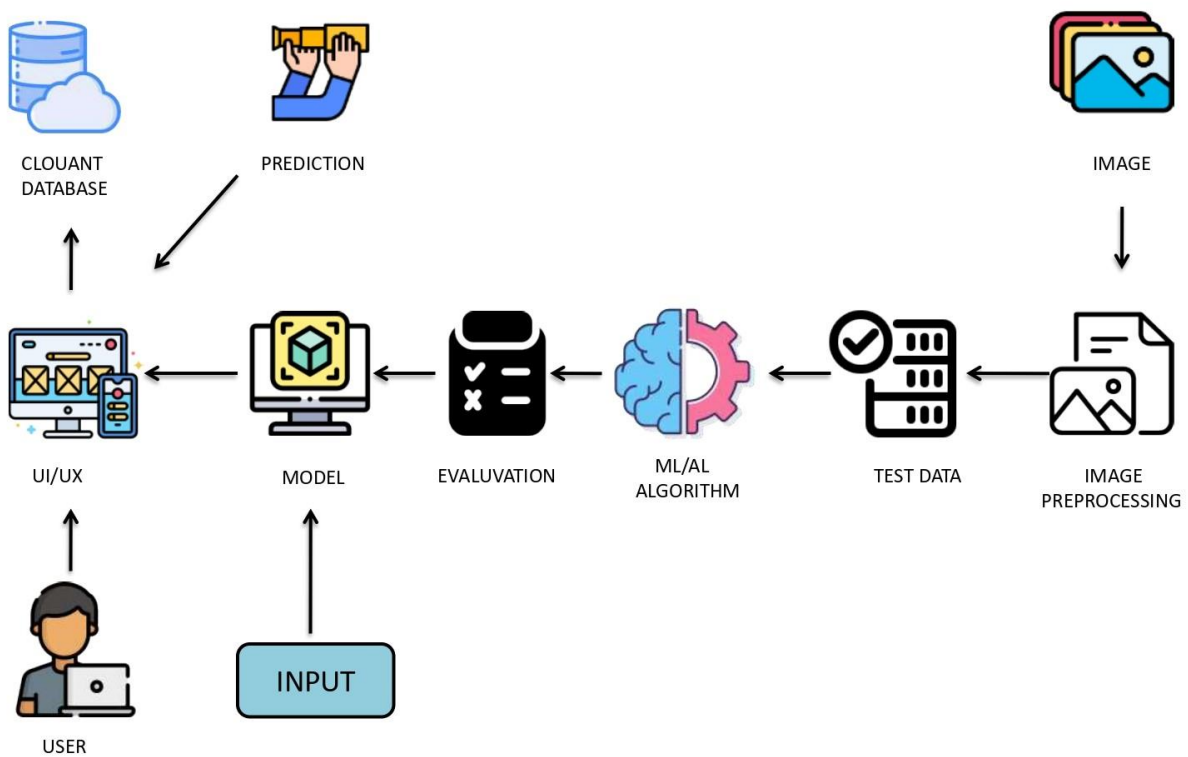 CLOUANT
DATABASE
PREDICTION
IMAGE
UI/UX
MODEL
EVALUVATION
ML/AL
ALGORITHM
TEST DATA
IMAGE
PREPROCESSING
INPUT
USER